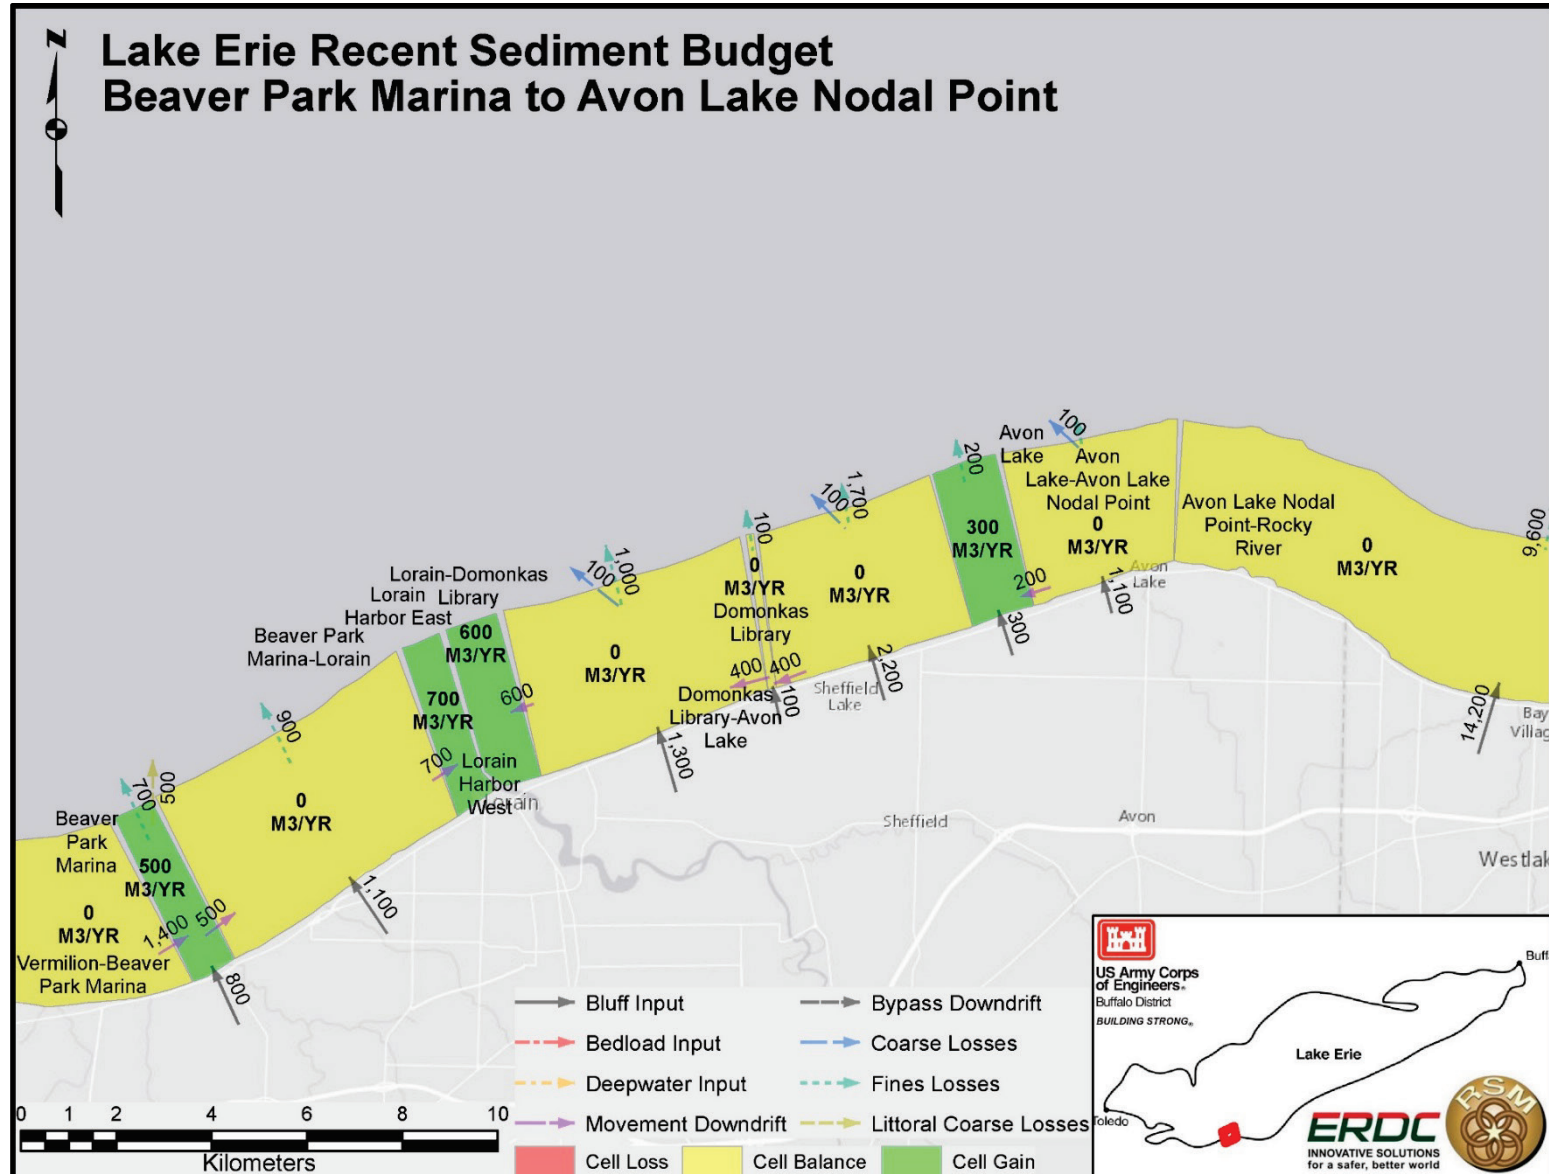 N
Lake Erie Recent Sediment Budget
Beaver Park Marina to Avon Lake Nodal Point
100
Avon
Lake
Avon
Lake-Avon Lake
Nodal Point
0
M3/YR
Avon Lake Nodal
Point-Rocky
River
0
M3/YR
9,600
200
300
M3/YR
200
300
1,100
Avon
Lake
1,700
100
0
M3/YR
2,200
100
0
M3/YR
Domonkas
Library
400
400
100
Sheffield
Lake
Domonkas
Library-Avon
Lake
1,000
100
0
M3/YR
1,300
Lorain-Domonkas
Library
Lorain
Harbor East
600
M3/YR
600
Beaver Park
Marina-Lorain
700
M3/YR
700
Lorain
Harbor
West
Lorain
900
0
M3/YR
1,100
500
700
Beaver
Park
Marina
500
M3/YR
500
1,400
800
0
M3/YR
Vermilion-Beaver
Park Marina
14,200
Bay
Villag
Sheffield
Avon
Westlak
Bluff Input
Bypass Downdrift
Bedload Input
Coarse Losses
Deepwater Input
Fines Losses
Movement Downdrift
Littoral Coarse Losses
Cell Loss
Cell Balance
Cell Gain
0 1 2 4 6 8 10
Kilometers
US Army Corps
of Engineers®
Buffalo District
BUILDING STRONG®
Buff
Lake Erie
Toledo
ERDC
INNOVATIVE SOLUTIONS
for a safer, better world
RSM